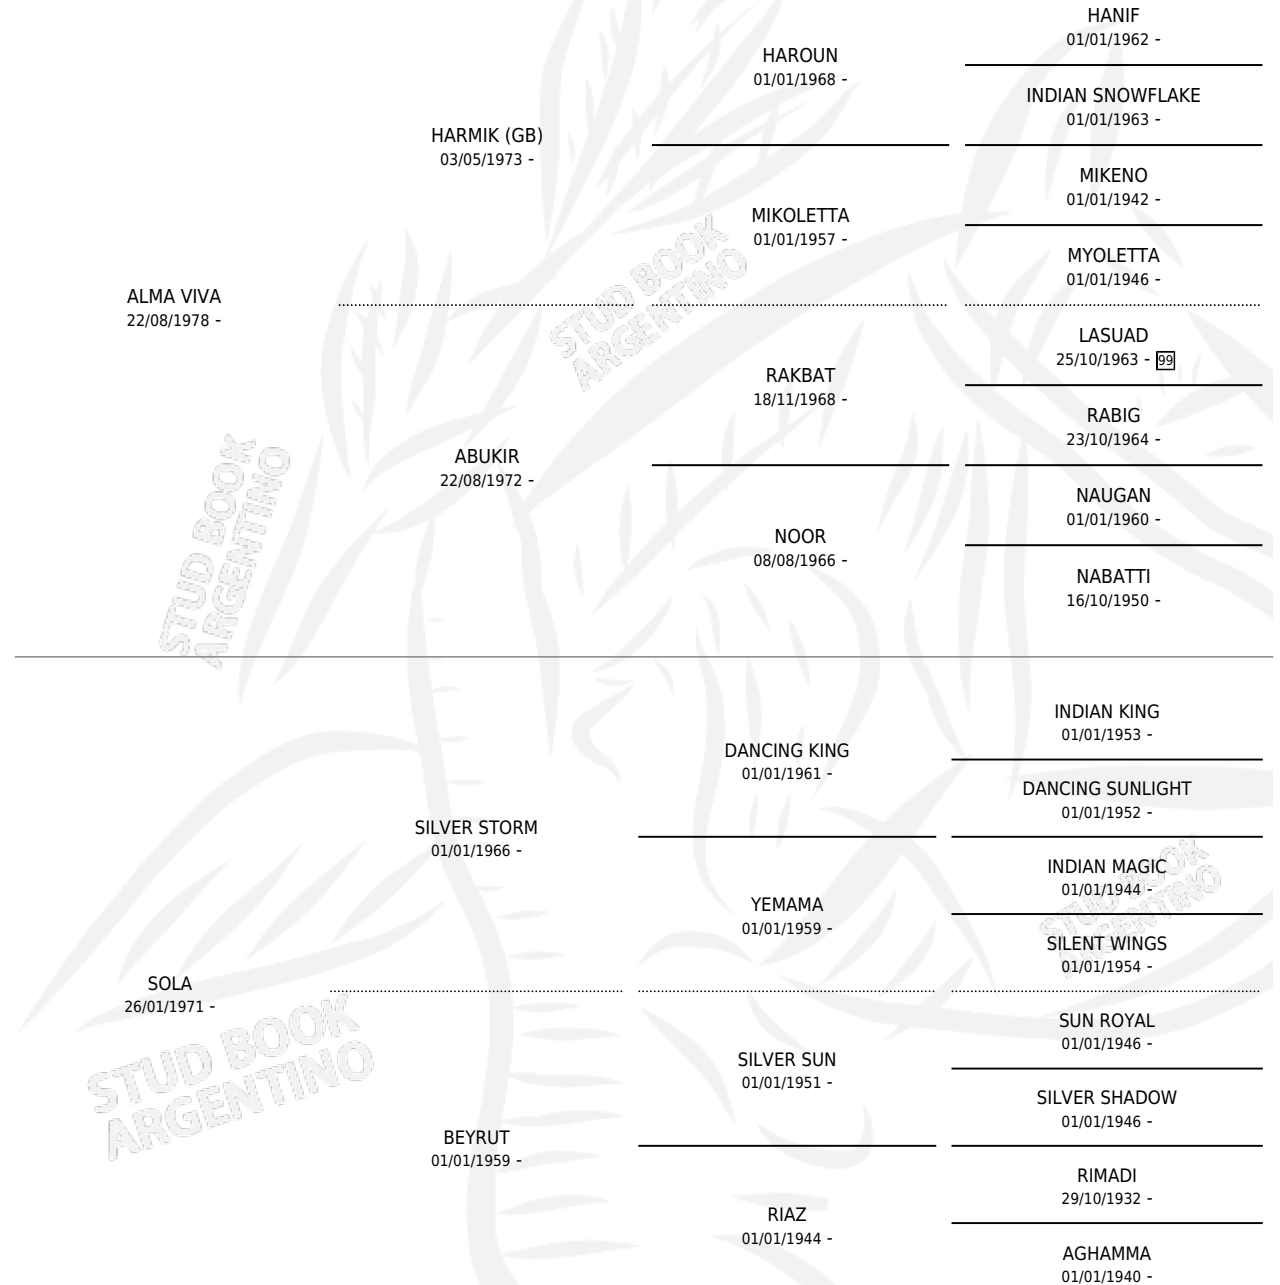 HANIF
01/01/1962 -
HAROUN
01/01/1968 -
INDIAN SNOWFLAKE
01/01/1963 -
HARMIK (GB)
03/05/1973 -
MIKENO
01/01/1942 -
MIKOLETTA
01/01/1957 -
MYOLETTA
01/01/1946 -
ALMA VIVA
22/08/1978 -
STUD BOOK
ARGENTINO
LASUAD
25/10/1963 - 99
RAKBAT
18/11/1968 -
RABIG
23/10/1964 -
ABUKIR
22/08/1972 -
NAUGAN
01/01/1960 -
NOOR
08/08/1966 -
NABATTI
16/10/1950 -
STUD BOOK
ARGENTINO
INDIAN KING
01/01/1953 -
DANCING KING
01/01/1961 -
DANCING SUNLIGHT
01/01/1952 -
SILVER STORM
01/01/1966 -
INDIAN MAGIC
01/01/1944 -
YEMAMA
01/01/1959 -
SILENT WINGS
01/01/1954 -
STUD BOOK
ARGENTINO
SOLA
26/01/1971 -
SUN ROYAL
01/01/1946 -
SILVER SUN
01/01/1951 -
SILVER SHADOW
01/01/1946 -
STUD BOOK
ARGENTINO
BEYRUT
01/01/1959 -
RIMADI
29/10/1932 -
RIAZ
01/01/1944 -
AGHAMMA
01/01/1940 -